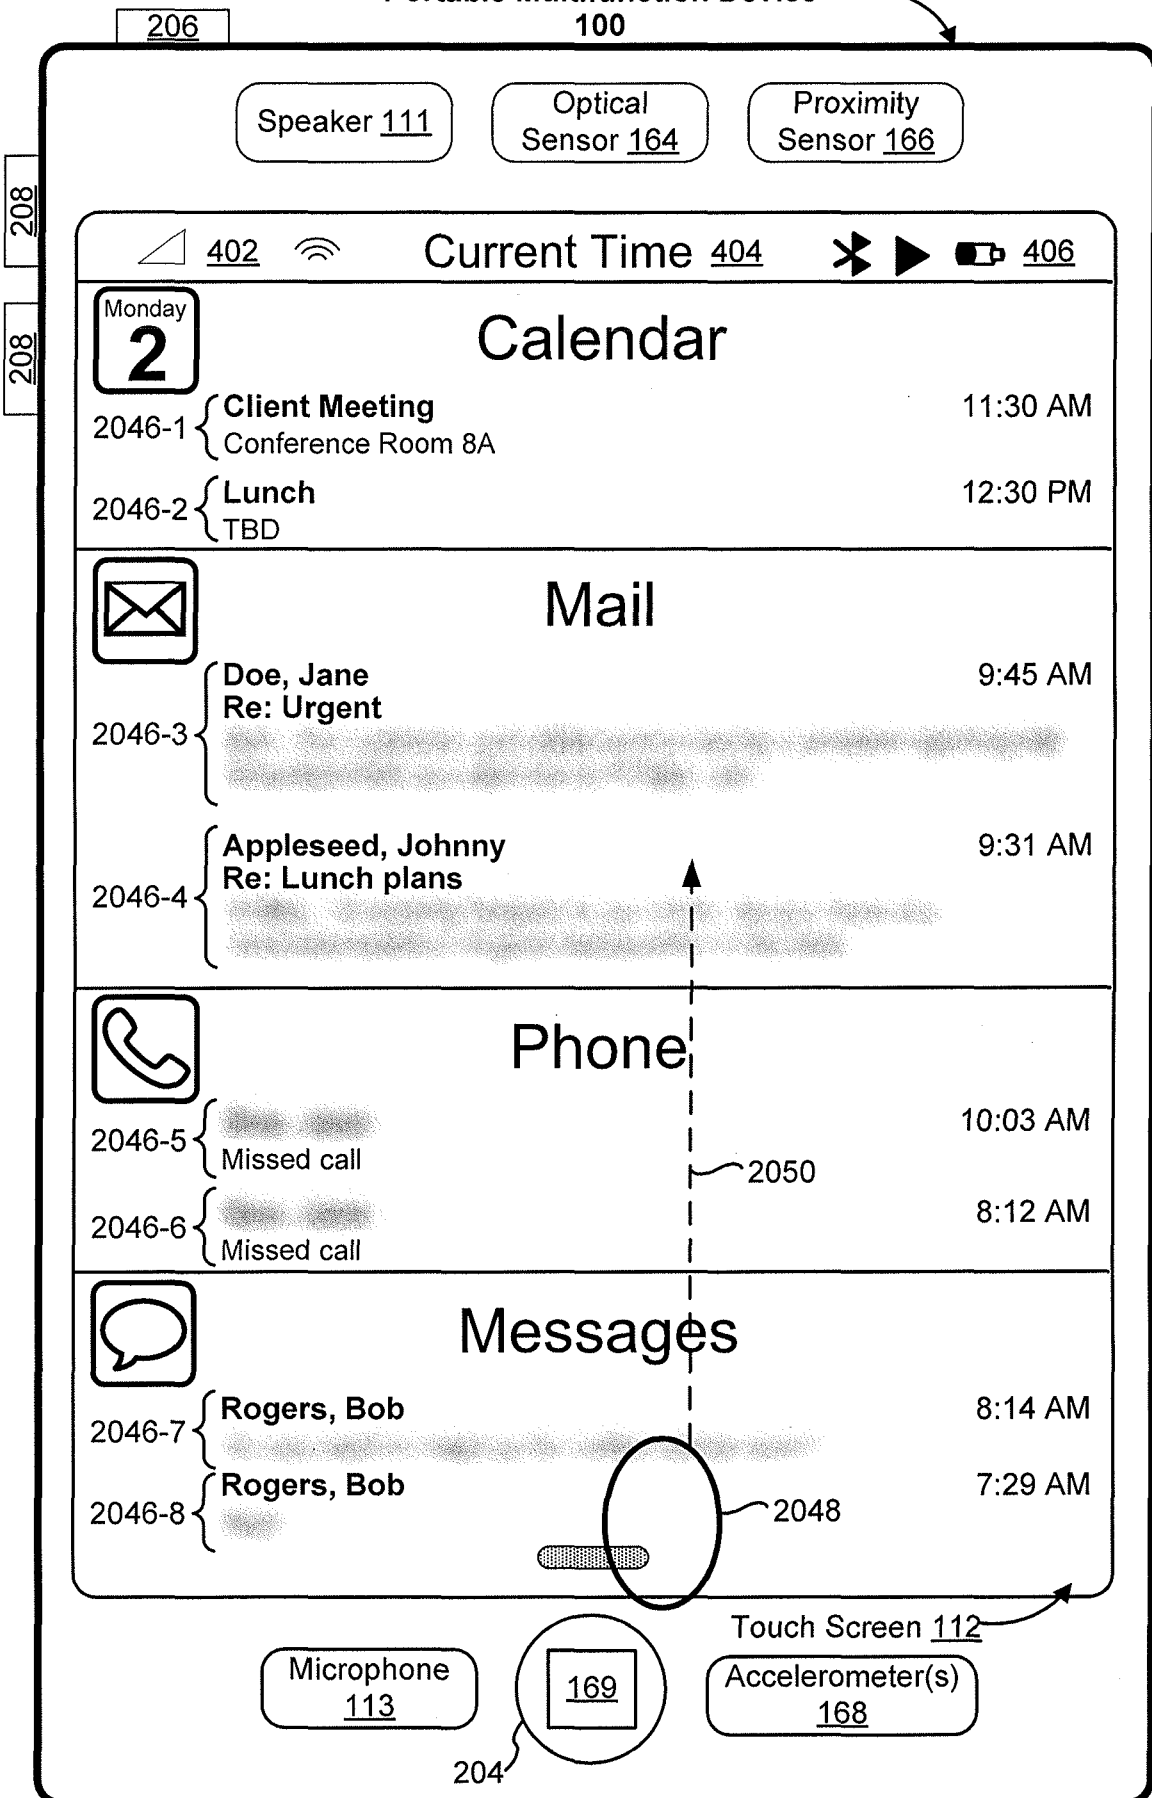 Portable Multifunction Device
100
206
Speaker 111
Optical
Sensor 164
Proximity
Sensor 166
208
208
402 Current Time 404 406
Monday
2
Calendar
2046-1 Client Meeting 11:30 AM
Conference Room 8A
2046-2 Lunch 12:30 PM
TBD
Mail
Doe, Jane 9:45 AM
Re: Urgent
2046-3
Appleseed, Johnny 9:31 AM
Re: Lunch plans
2046-4
Phone
10:03 AM
2046-5
Missed call
2050
8:12 AM
2046-6
Missed call
Messages
Rogers, Bob 8:14 AM
2046-7
Rogers, Bob 7:29 AM
2046-8
2048
Touch Screen 112
Microphone
113
169
Accelerometer(s)
168
204